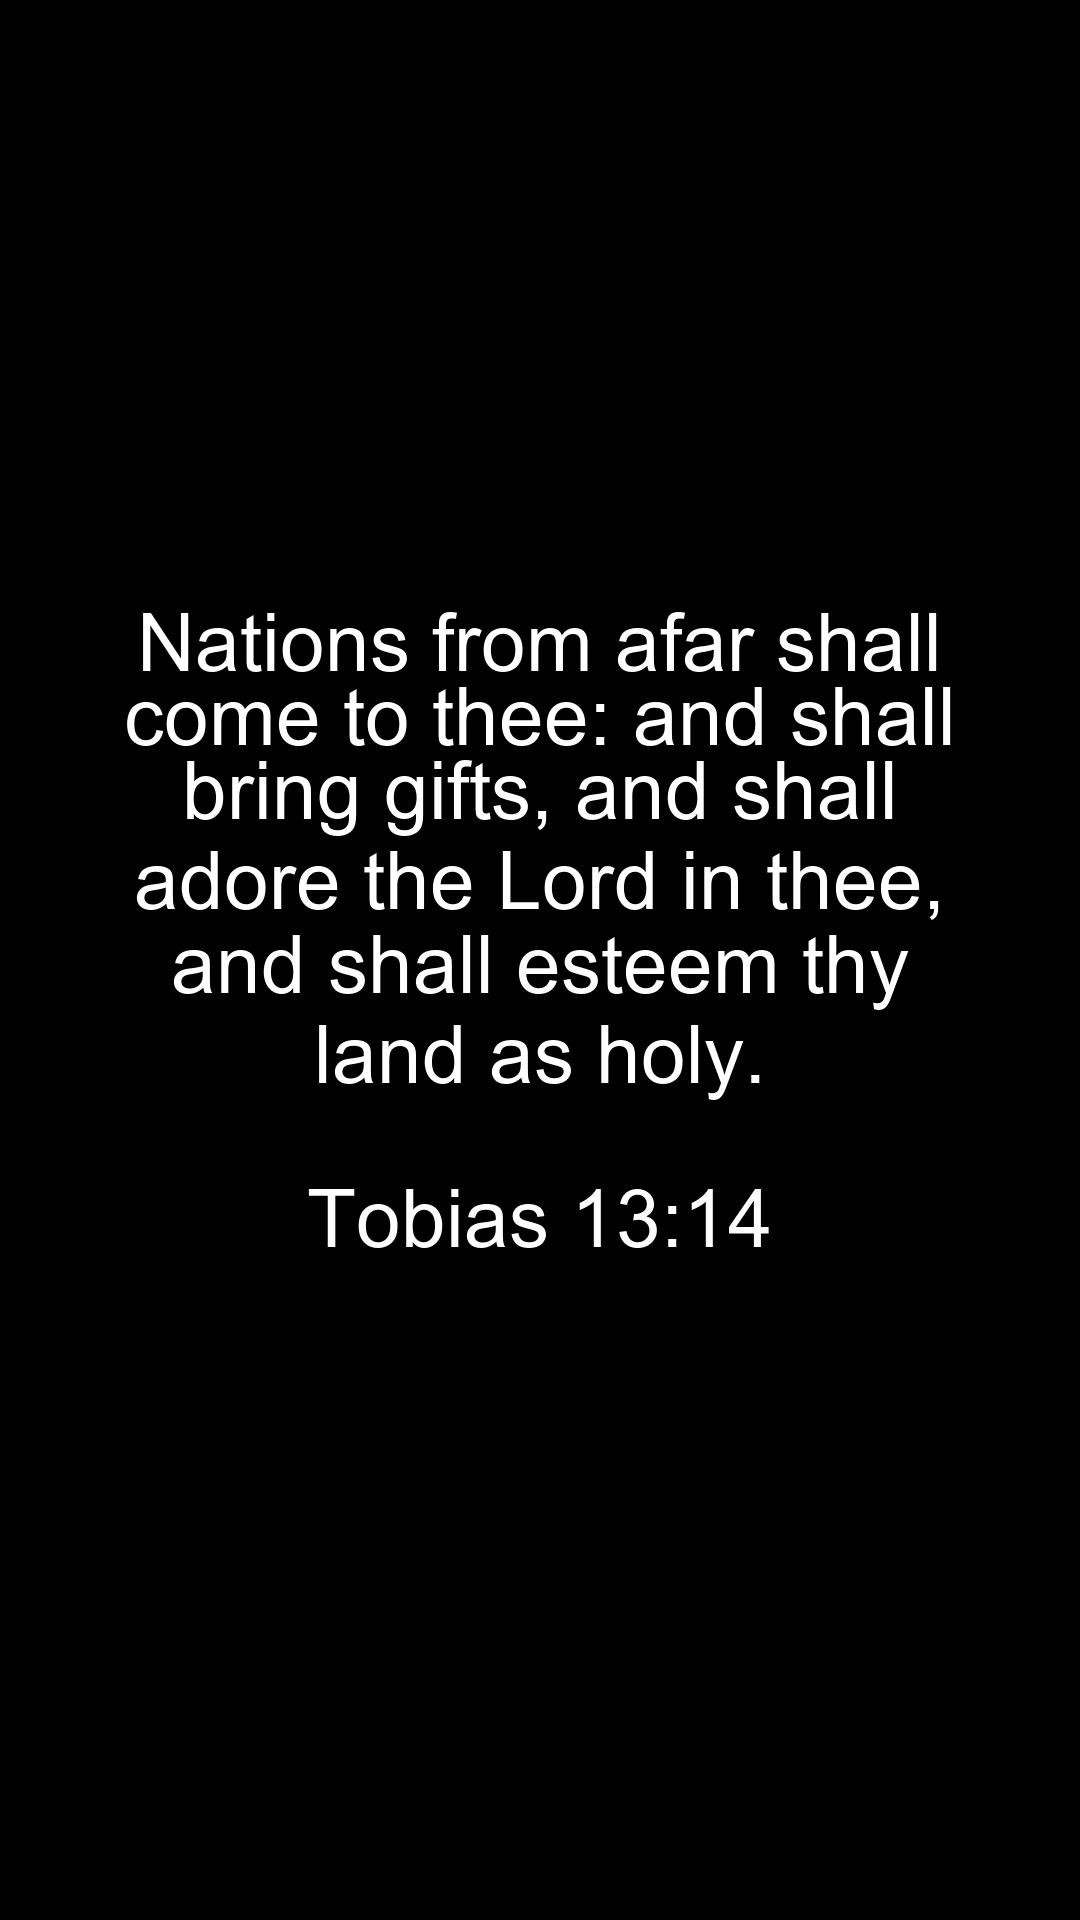 Nations from afar shall
come to thee: and shall
bring gifts, and shall
adore the Lord in thee,
and shall esteem thy
land as holy.
Tobias 13:14